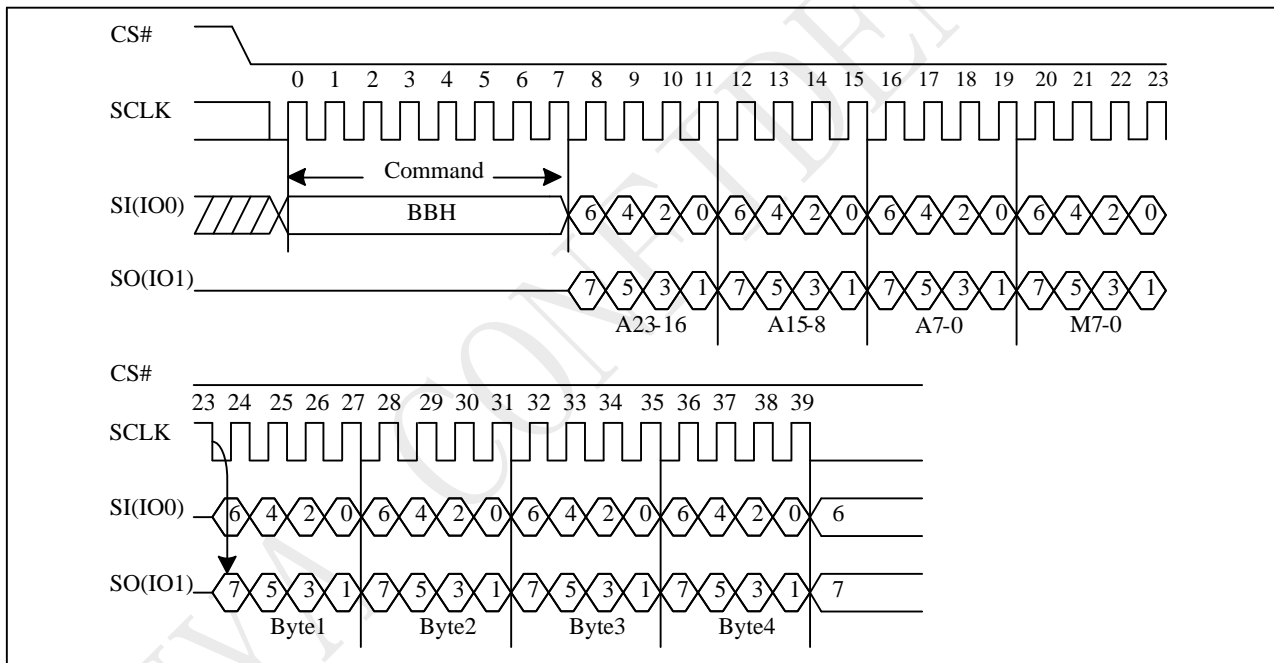 CS#
0 1 2 3 4 5 6 7 8 9 10 11 12 13 14 15 16 17 18 19 20 21 22 23
SCLK
Command
SI(IO0) BBH 6 4 2 0 6 4 2 0 6 4 2 0 6 4 2 0
SO(IO1) 7 5 3 1 7 5 3 1 7 5 3 1 7 5 3 1
A23-16 A15-8 A7-0 M7-0
CS#
23 24 25 26 27 28 29 30 31 32 33 34 35 36 37 38 39
SCLK
SI(IO0) 6 4 2 0 6 4 2 0 6 4 2 0 6 4 2 0 6
SO(IO1) 7 5 3 1 7 5 3 1 7 5 3 1 7 5 3 1 7
Byte1 Byte2 Byte3 Byte4